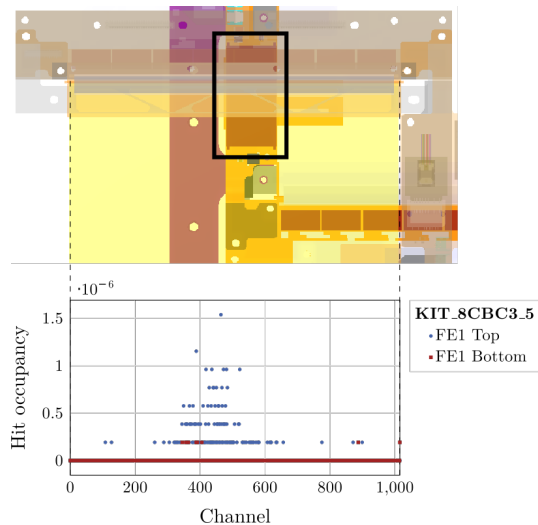 ·10⁻⁶
1.5
1
0.5
0
0 200 400 600 800 1,000
Hit occupancy
Channel
KIT_8CBC3_5
FE1 Top
FE1 Bottom